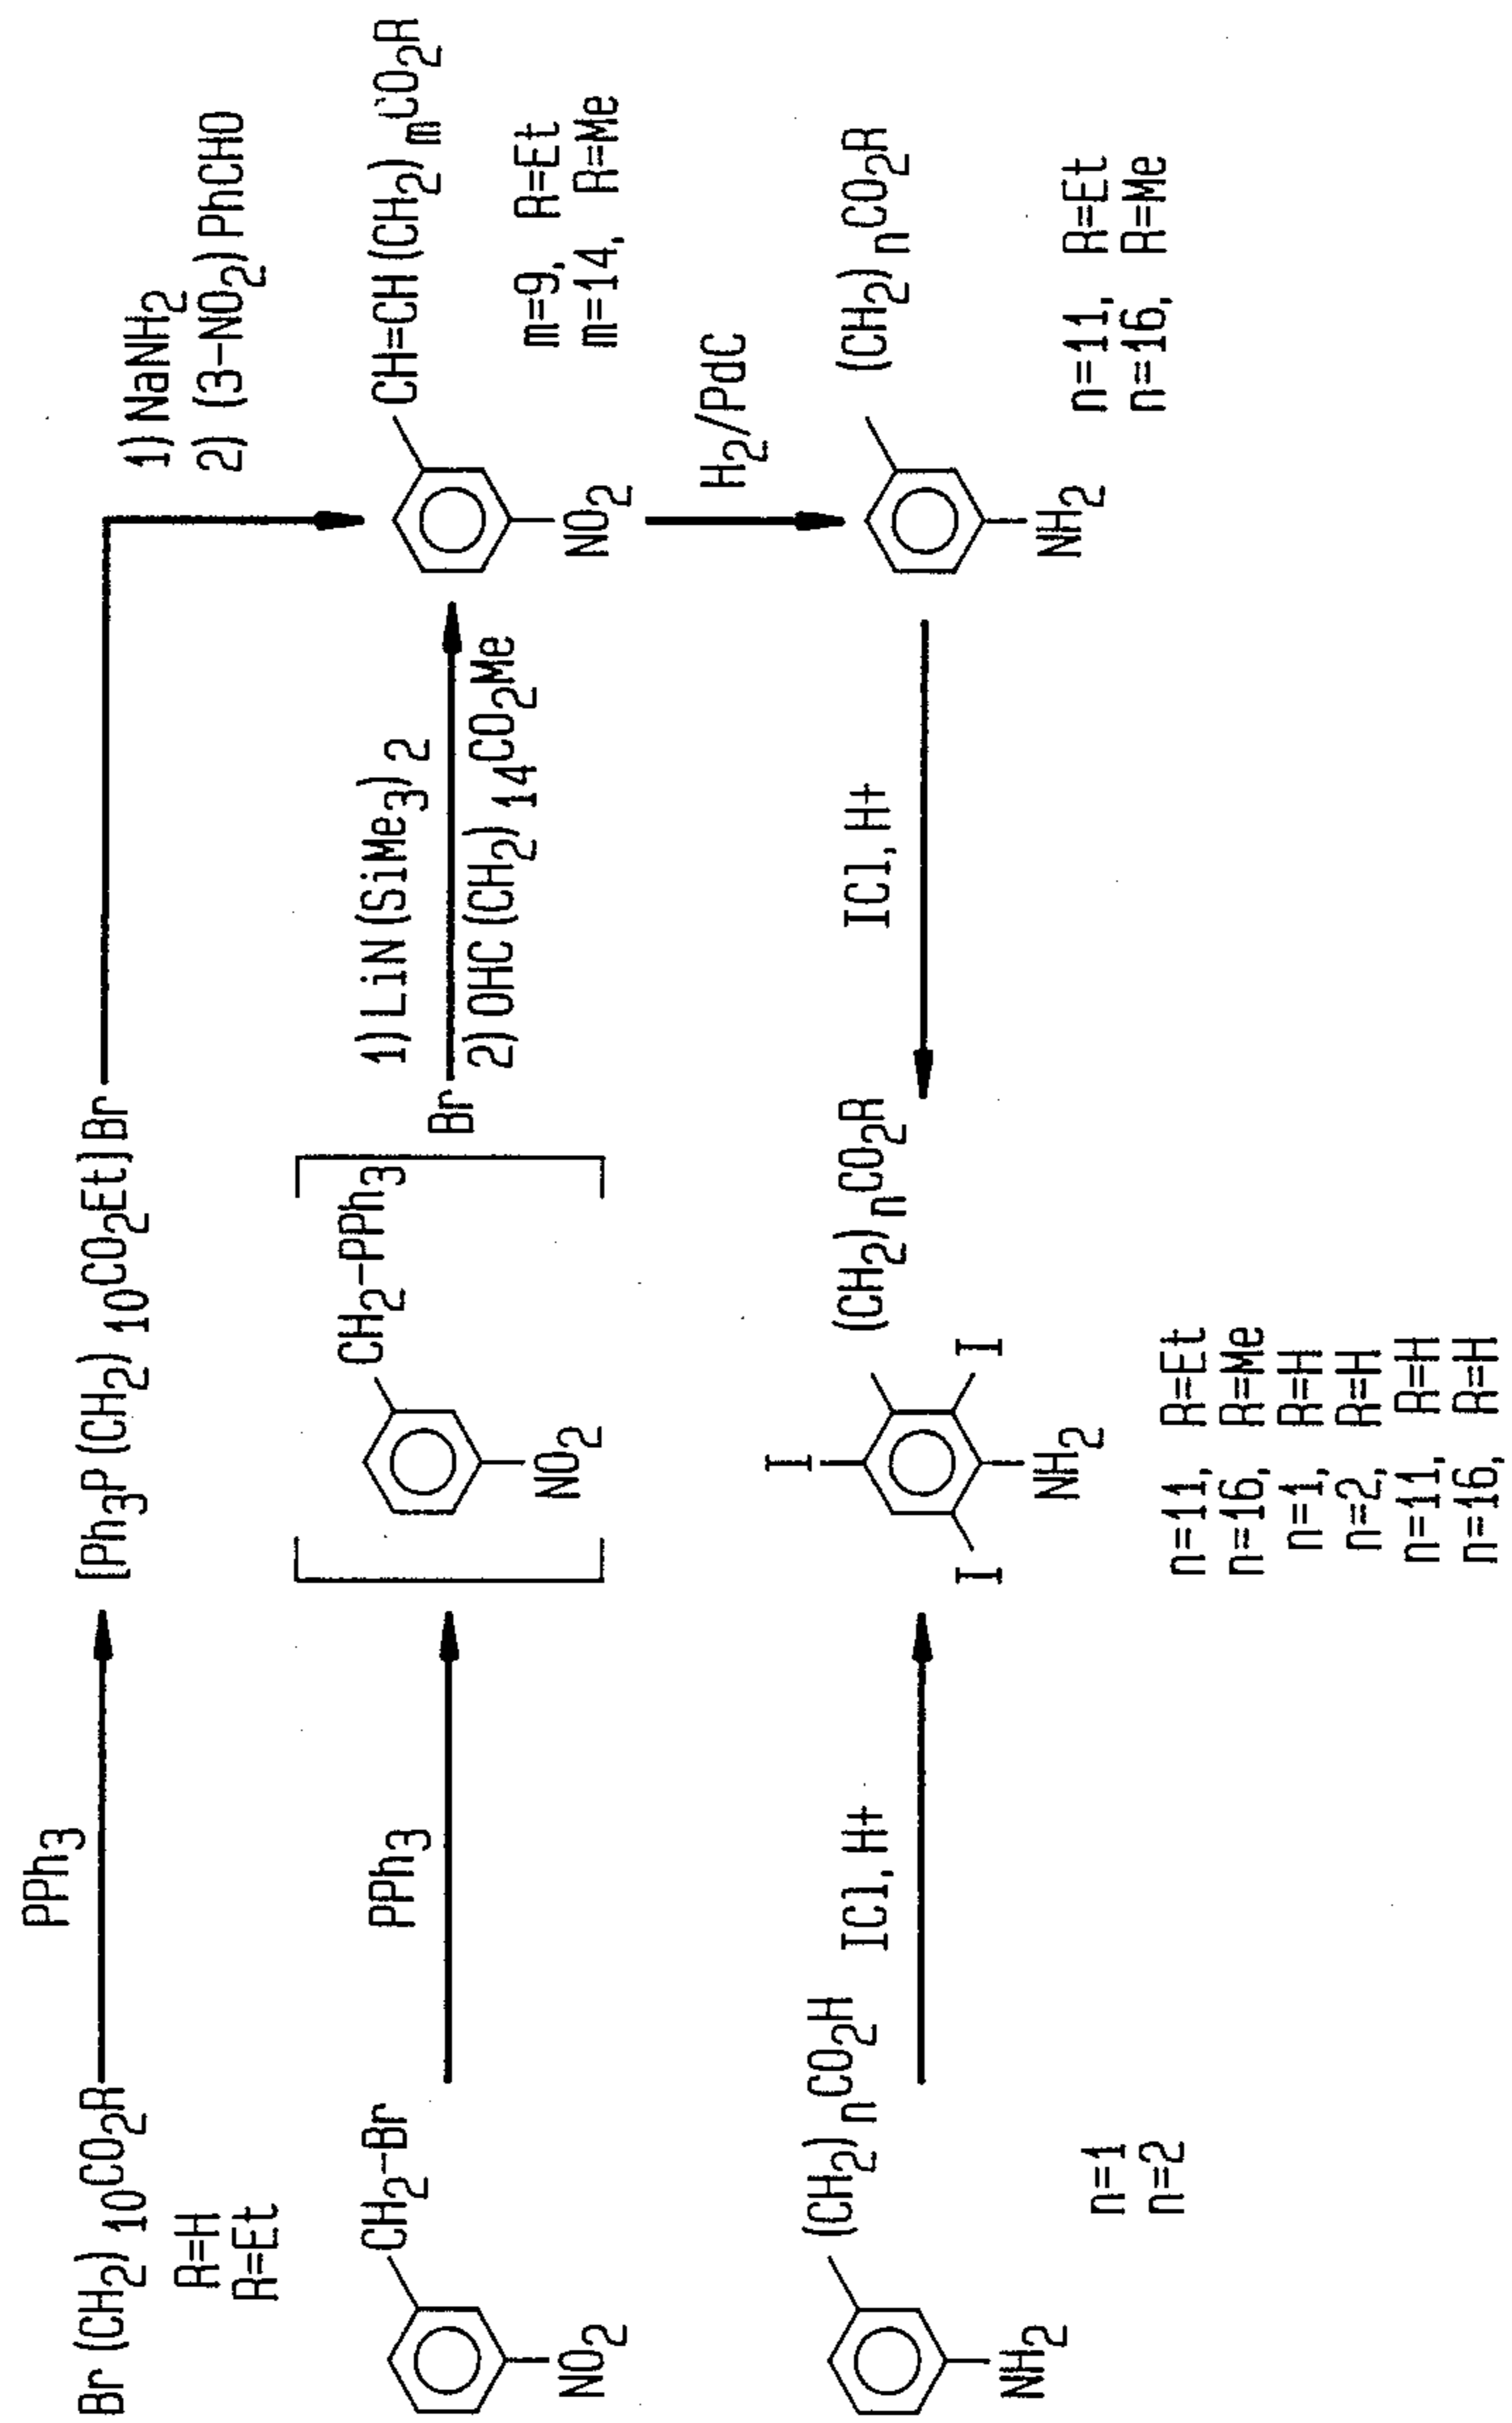 PPh3
Br(CH2)10CO2R
R=H
R=Et
[Ph3P(CH2)10CO2Et]Br
1)NaNH2
2)(3-NO2)PhCHO
CH2-Br
NO2
PPh3
CH2-PPh3
NO2
Br
1)LiN(SiMe3)2
2)OHC(CH2)14CO2Me
CH=CH(CH2)mCO2R
NO2
m=9, R=Et
m=14, R=Me
H2/PdC
(CH2)nCO2H
NH2
n=1
n=2
ICl,H+
(CH2)nCO2R
I
I
I
NH2
n=11, R=Et
n=16, R=Me
n=1, R=H
n=2, R=H
n=11, R=H
n=16, R=H
ICl,H+
(CH2)nCO2R
NH2
n=11, R=Et
n=16, R=Me